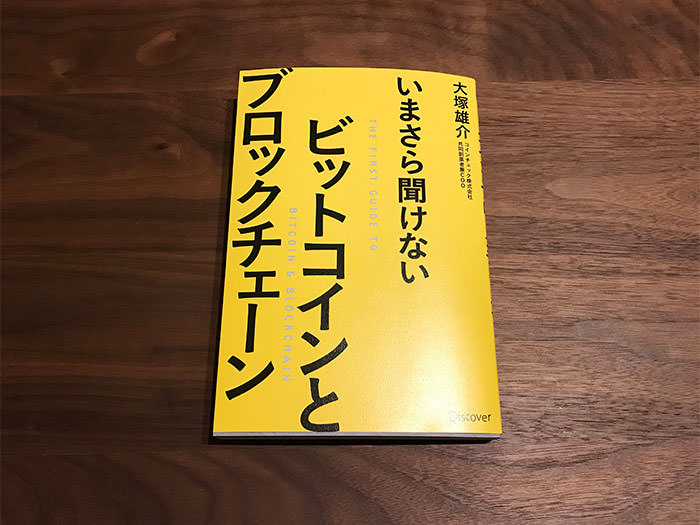 大塚雄介
コインチェック株式会社
共同創業者兼COO
いまさら聞けない
THE FIRST GUIDE TO
ビットコインと
BITCOIN & BLOCKCHAIN
ブロックチェーン
Discover